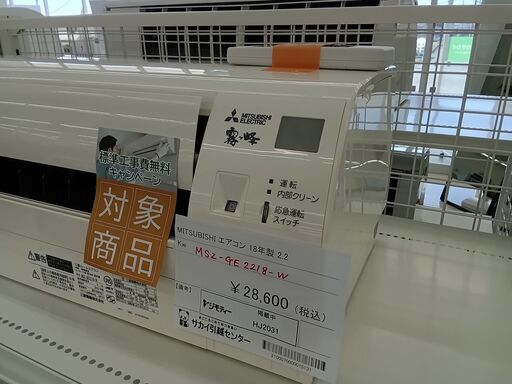 MITSUBISHI
ELECTRIC
霧ヶ峰
運転
内部クリーン
応急運転
スイッチ
標準工事費無料
キャンペーン
対象
商品
MITSUBISHI エアコン 18年製 2.2
KW
MSZ-GE2218-W
¥28,600(税込)
ジモティー
掲載中
サカイ引越センター
HJ2031
警告